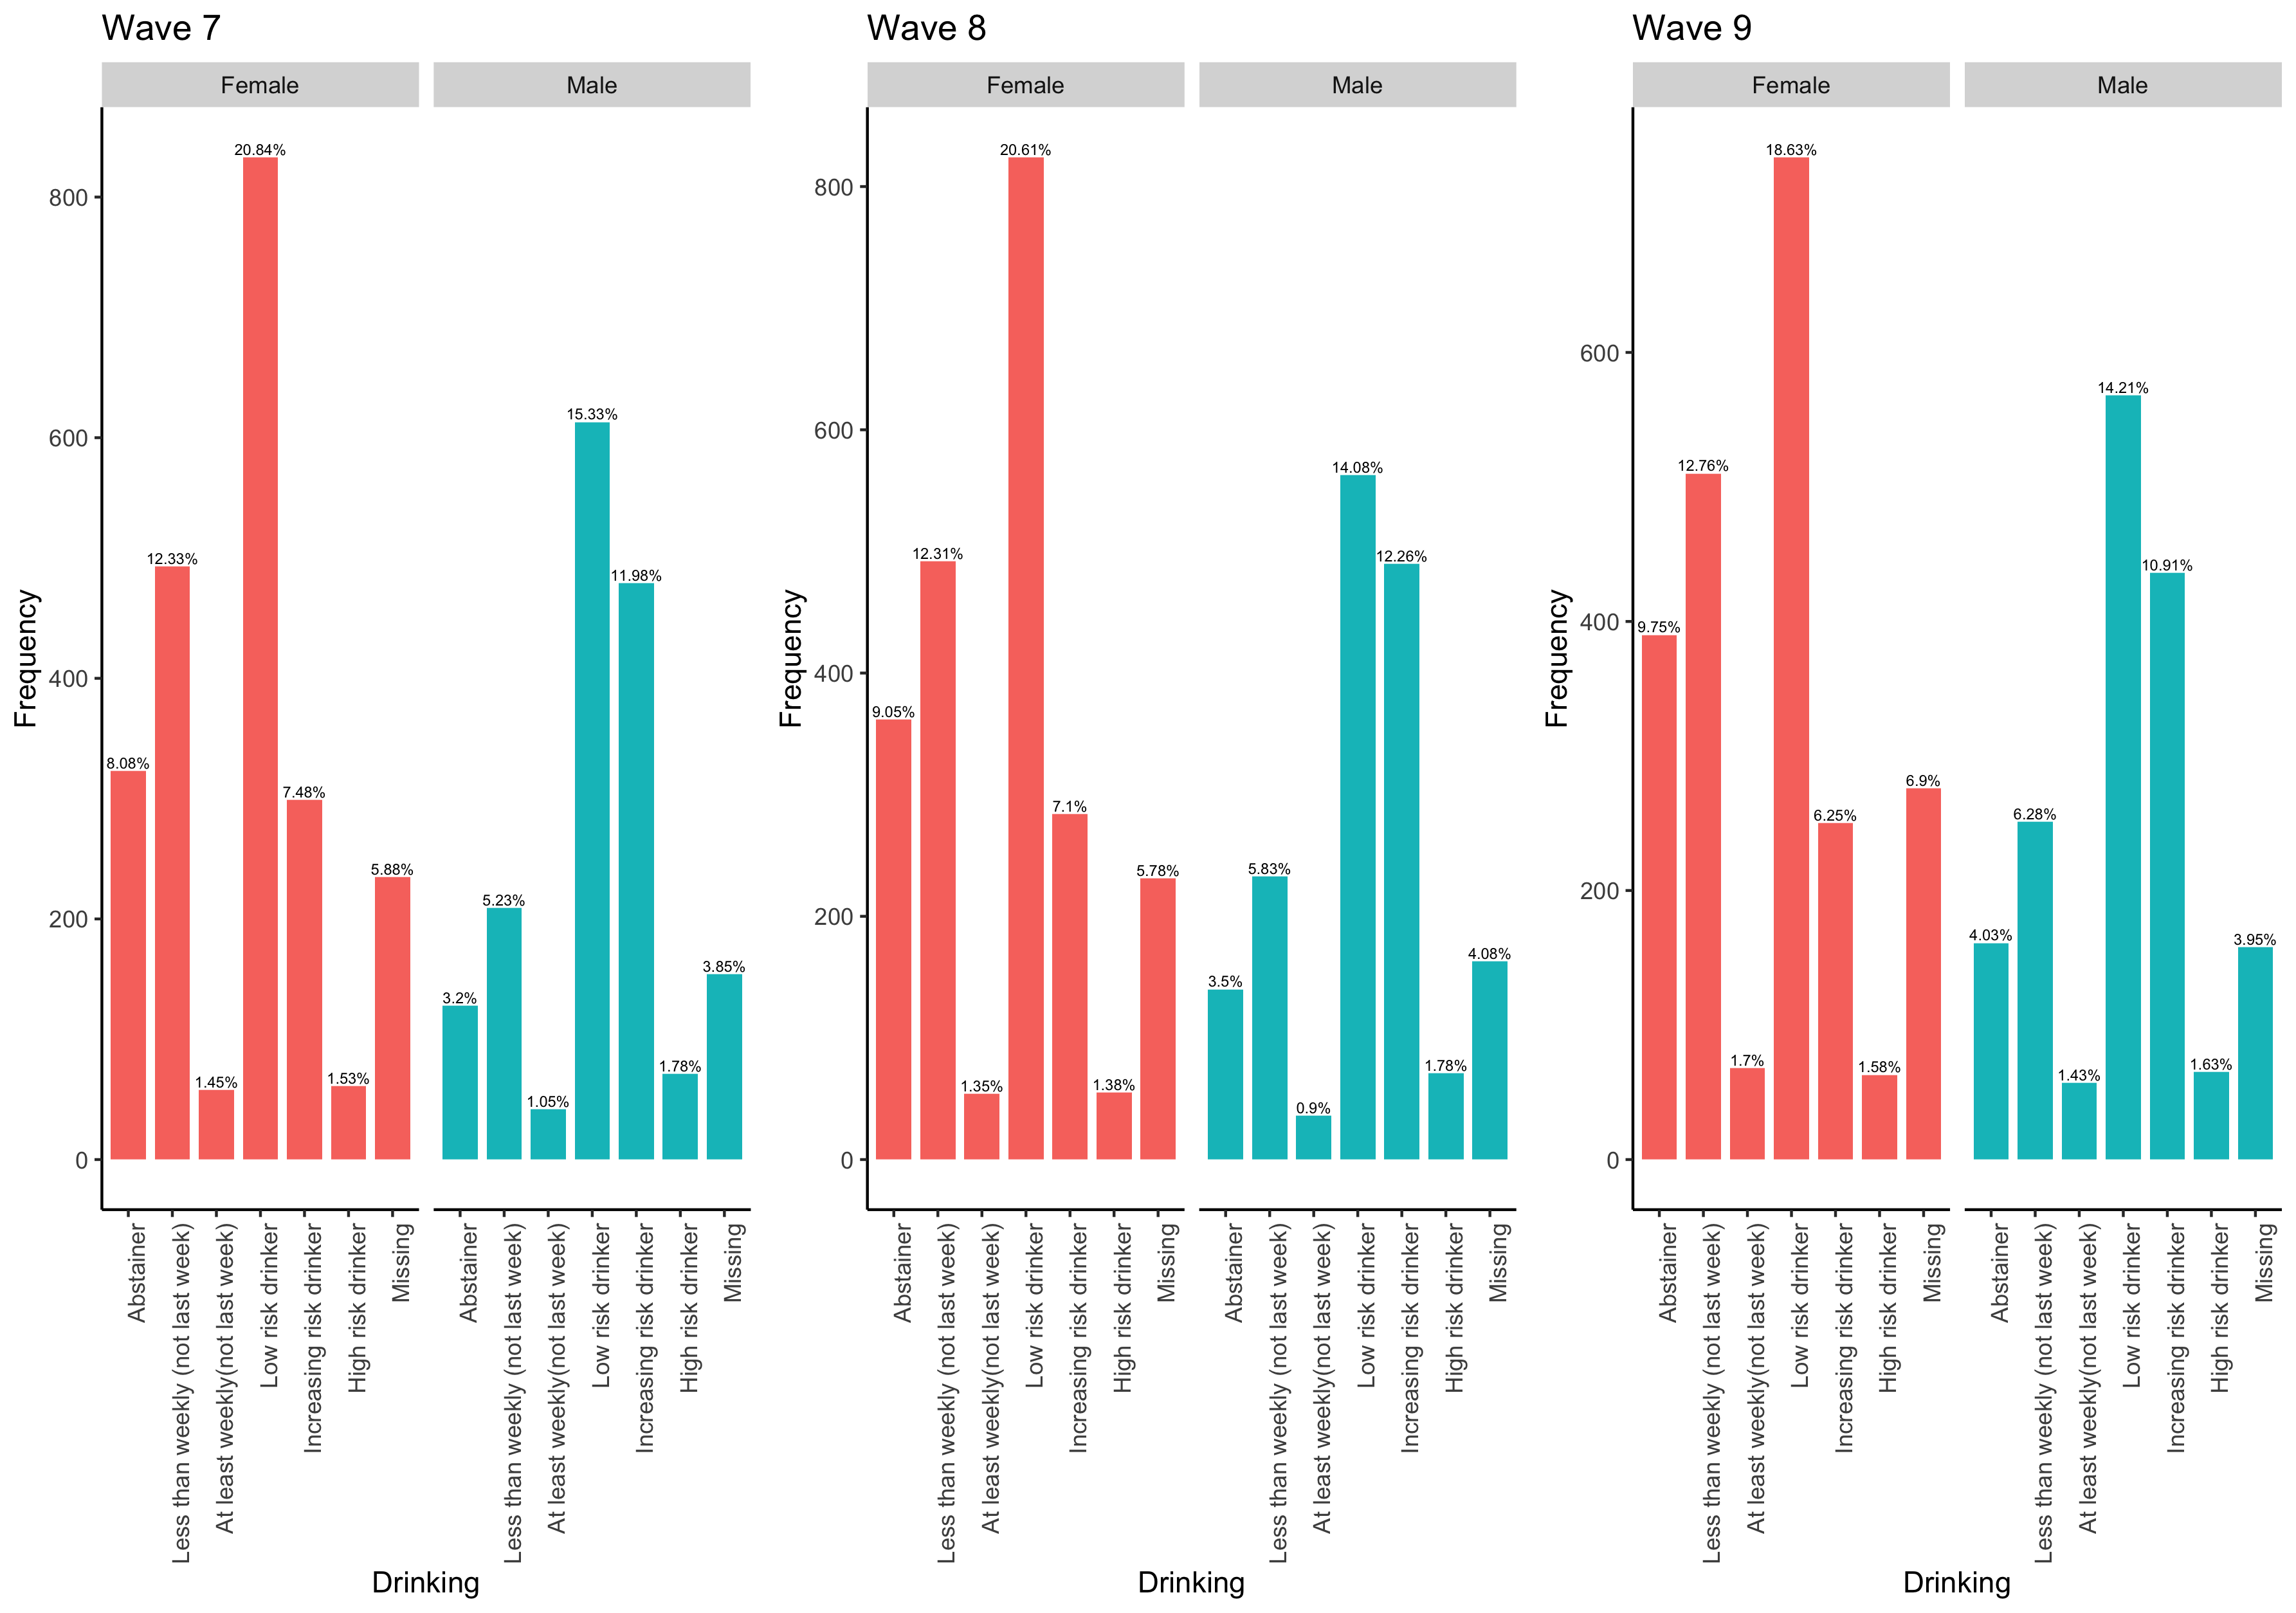 Wave 7
Female
Male
Frequency
800
600
400
200
0
8.08%
12.33%
1.45%
20.84%
7.48%
1.53%
5.88%
3.2%
5.23%
1.05%
15.33%
11.98%
1.78%
3.85%
Abstainer
Less than weekly (not last week)
At least weekly(not last week)
Low risk drinker
Increasing risk drinker
High risk drinker
Missing
Abstainer
Less than weekly (not last week)
At least weekly(not last week)
Low risk drinker
Increasing risk drinker
High risk drinker
Missing
Drinking
Wave 8
Female
Male
Frequency
800
600
400
200
0
9.05%
12.31%
1.35%
20.61%
7.1%
1.38%
5.78%
3.5%
5.83%
0.9%
14.08%
12.26%
1.78%
4.08%
Abstainer
Less than weekly (not last week)
At least weekly(not last week)
Low risk drinker
Increasing risk drinker
High risk drinker
Missing
Abstainer
Less than weekly (not last week)
At least weekly(not last week)
Low risk drinker
Increasing risk drinker
High risk drinker
Missing
Drinking
Wave 9
Female
Male
Frequency
600
400
200
0
9.75%
12.76%
1.7%
18.63%
6.25%
1.58%
6.9%
4.03%
6.28%
1.43%
14.21%
10.91%
1.63%
3.95%
Abstainer
Less than weekly (not last week)
At least weekly(not last week)
Low risk drinker
Increasing risk drinker
High risk drinker
Missing
Abstainer
Less than weekly (not last week)
At least weekly(not last week)
Low risk drinker
Increasing risk drinker
High risk drinker
Missing
Drinking